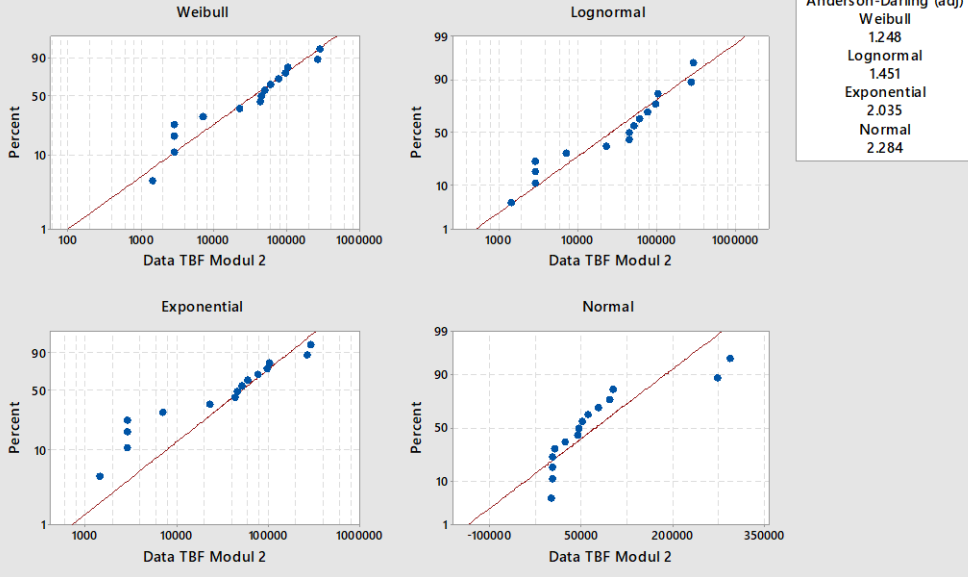 Weibull
Lognormal
Anderson-Darling (adj)
Weibull
1.248
Lognormal
1.451
Exponential
2.035
Normal
2.284
Percent
90
50
10
1
100 1000 10000 100000 1000000
Data TBF Modul 2
Percent
99
90
50
10
1
1000 10000 100000 1000000
Data TBF Modul 2
Exponential
Normal
Percent
90
50
10
1
1000 10000 100000 1000000
Data TBF Modul 2
Percent
99
90
50
10
1
-100000 50000 200000 350000
Data TBF Modul 2